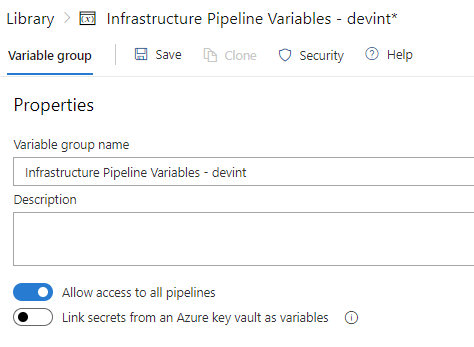 Library > (x) Infrastructure Pipeline Variables - devint*
Variable group Save Clone Security Help
Properties
Variable group name
Infrastructure Pipeline Variables - devint
Description
Allow access to all pipelines
Link secrets from an Azure key vault as variables